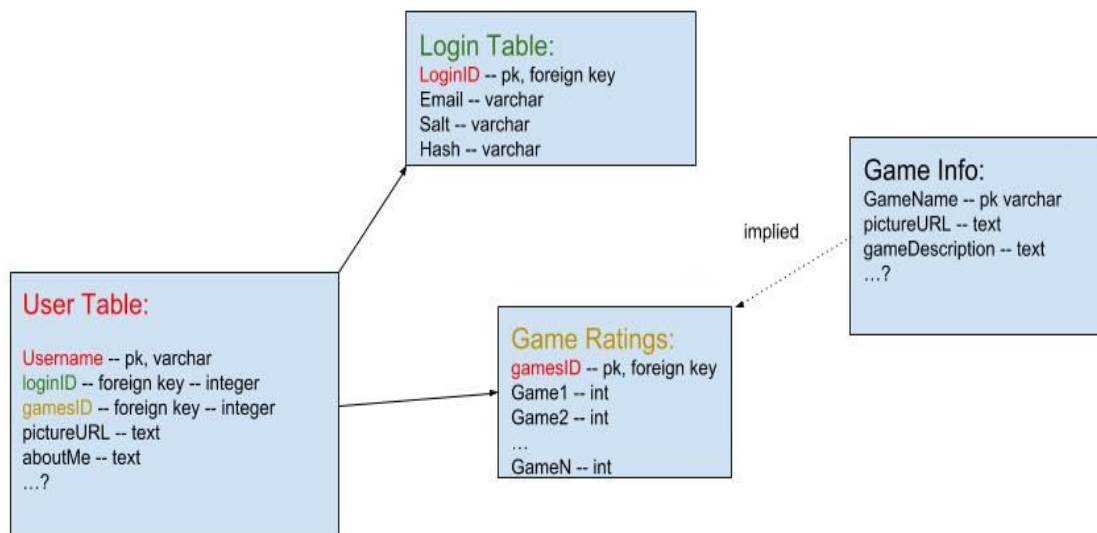 Login Table:
LoginID -- pk, foreign key
Email -- varchar
Salt -- varchar
Hash -- varchar
Game Info:
GameName -- pk varchar
pictureURL -- text
gameDescription -- text
...?
implied
User Table:
Username -- pk, varchar
loginID -- foreign key -- integer
gamesID -- foreign key -- integer
pictureURL -- text
aboutMe -- text
...?
Game Ratings:
gamesID -- pk, foreign key
Game1 -- int
Game2 -- int
...
GameN -- int